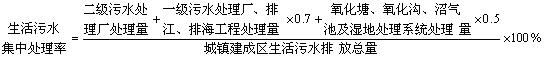 生活污水
集中处理率
=
二级污水处
理厂处理量
+
一级污水处理厂、排
江、排海工程处理量
×0.7+
氧化塘、氧化沟、沼气
池及湿地处理系统处理 量
×0.5
城镇建成区生活污水排 放总量
×100%